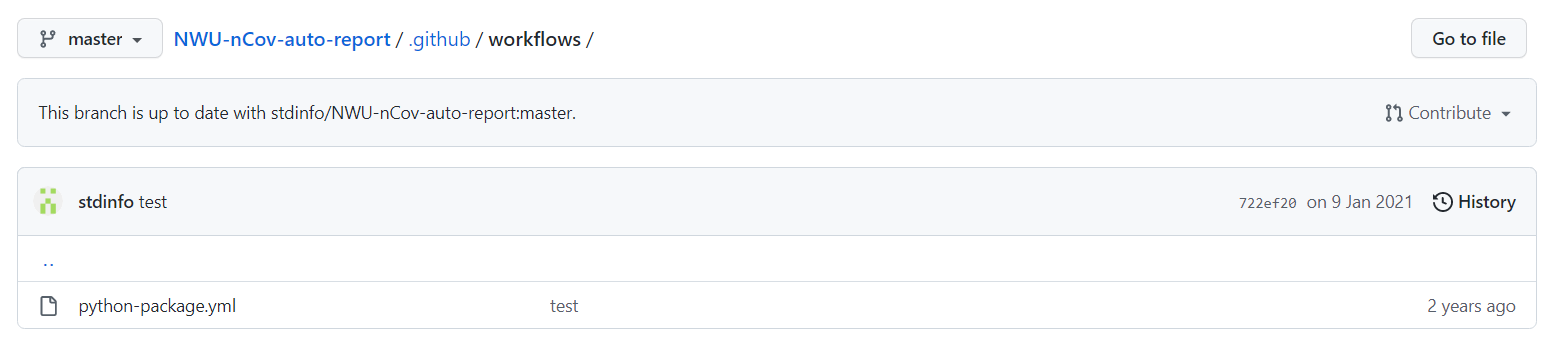 master NWU-nCov-auto-report / .github / workflows / Go to file
This branch is up to date with stdinfo/NWU-nCov-auto-report:master. Contribute
stdinfo test 722ef20 on 9 Jan 2021 History
..
python-package.yml test 2 years ago